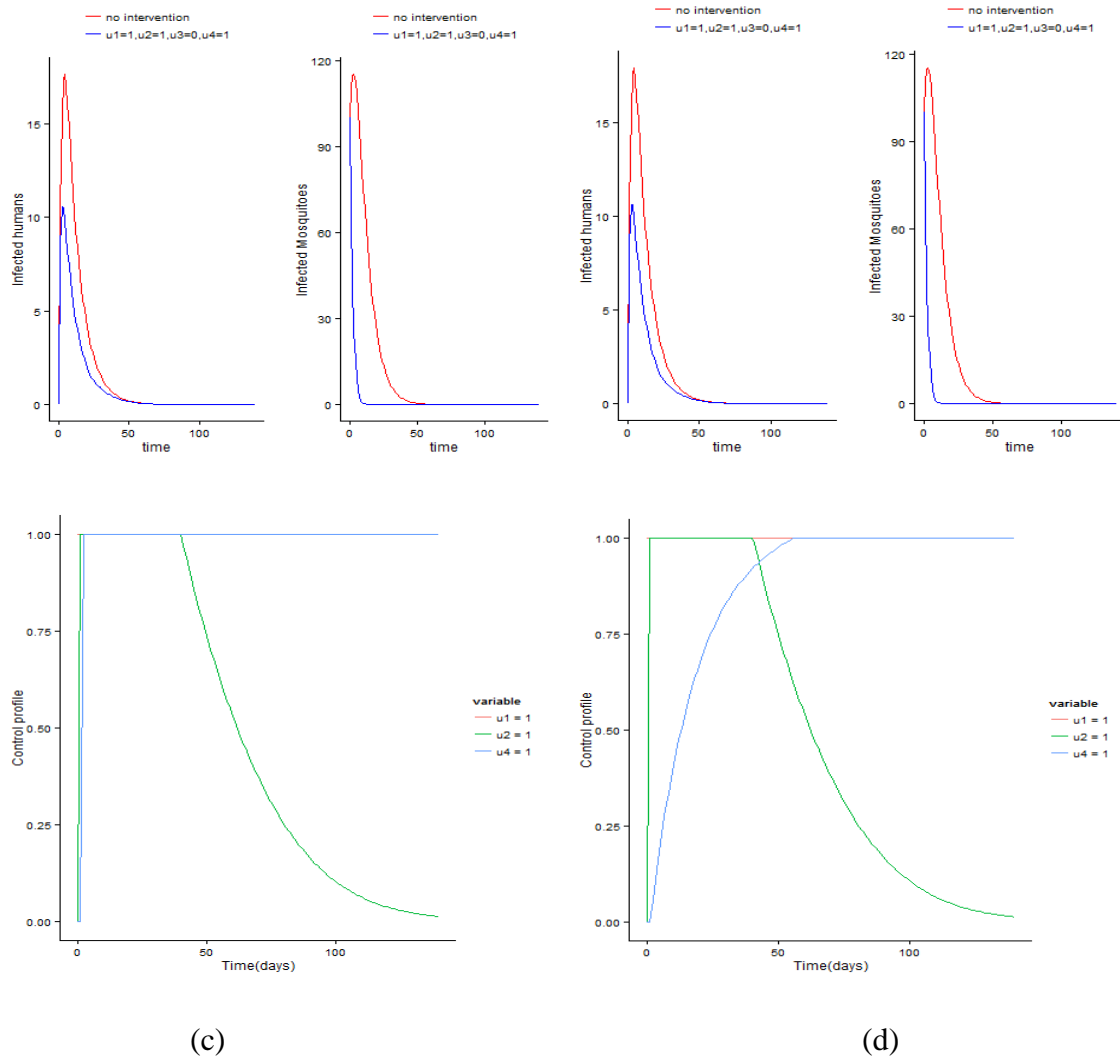 no intervention
u1=1,u2=1,u3=0,u4=1
no intervention
u1=1,u2=1,u3=0,u4=1
no intervention
u1=1,u2=1,u3=0,u4=1
no intervention
u1=1,u2=1,u3=0,u4=1
Infected humans
15
10
5
0
0
50
100
time
Infected Mosquitoes
120
90
60
30
0
0
50
100
time
Infected humans
15
10
5
0
0
50
100
time
Infected Mosquitoes
120
90
60
30
0
0
50
100
time
Control profile
1.00
0.75
0.50
0.25
0.00
0
50
100
Time(days)
variable
u1 = 1
u2 = 1
u4 = 1
Control profile
1.00
0.75
0.50
0.25
0.00
0
50
100
Time(days)
variable
u1 = 1
u2 = 1
u4 = 1
(c)
(d)